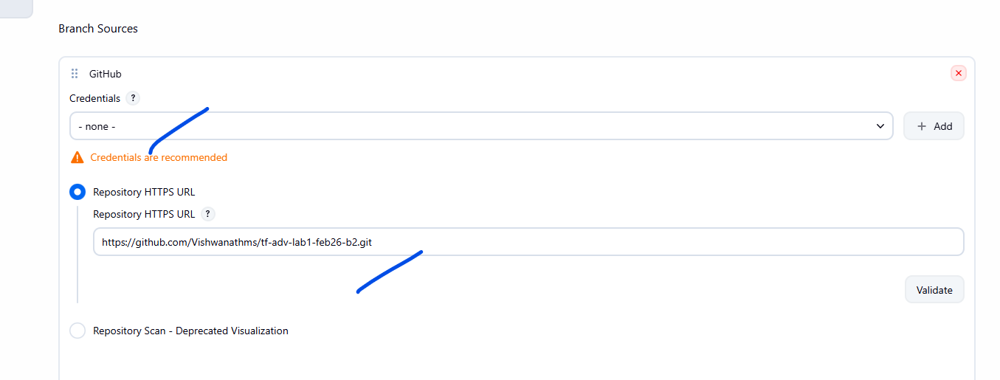 Branch Sources
GitHub
Credentials ?
- none -
+ Add
Credentials are recommended
Repository HTTPS URL
Repository HTTPS URL ?
https://github.com/Vishwanathms/tf-adv-lab1-feb26-b2.git
Validate
Repository Scan - Deprecated Visualization